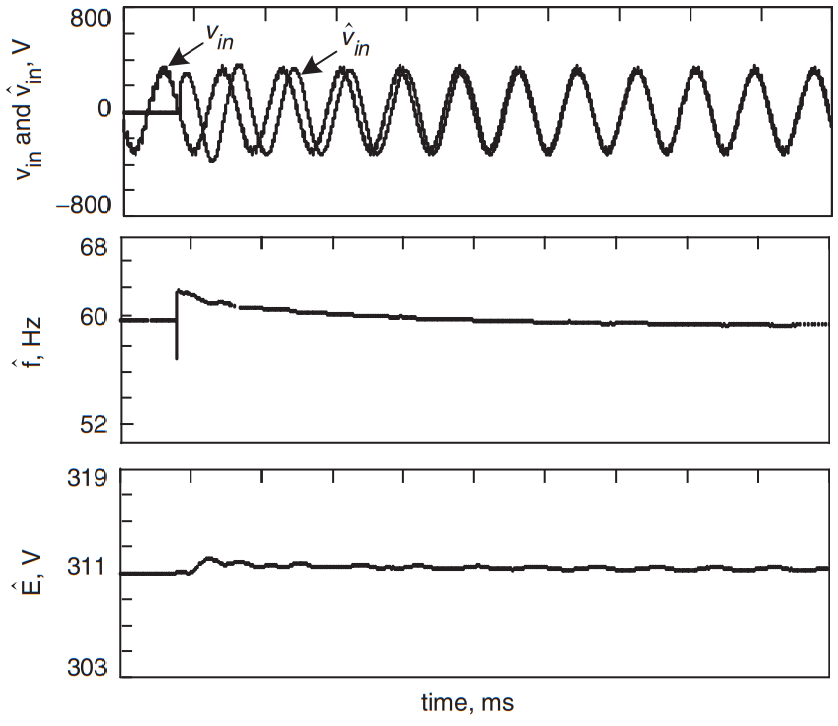 800
v_in
v̂_in
0
−800
v_in and v̂_in, V
68
60
52
f̂, Hz
319
311
303
Ê, V
time, ms